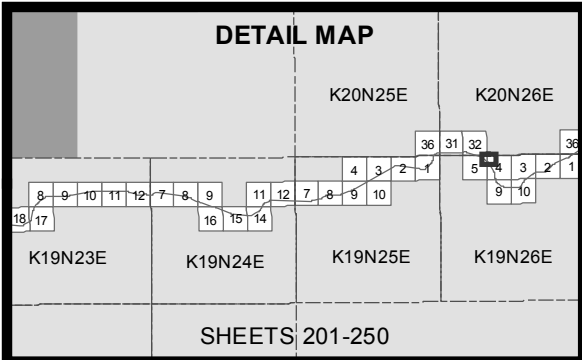 DETAIL MAP
K20N25E K20N26E
36 31 32 36
4 3 2 1 5 4 3 2 1
8 9 10 11 12 7 8 9 11 12 7 8 9 10 9 10
18 17 16 15 14
K19N23E K19N24E K19N25E K19N26E
SHEETS 201-250